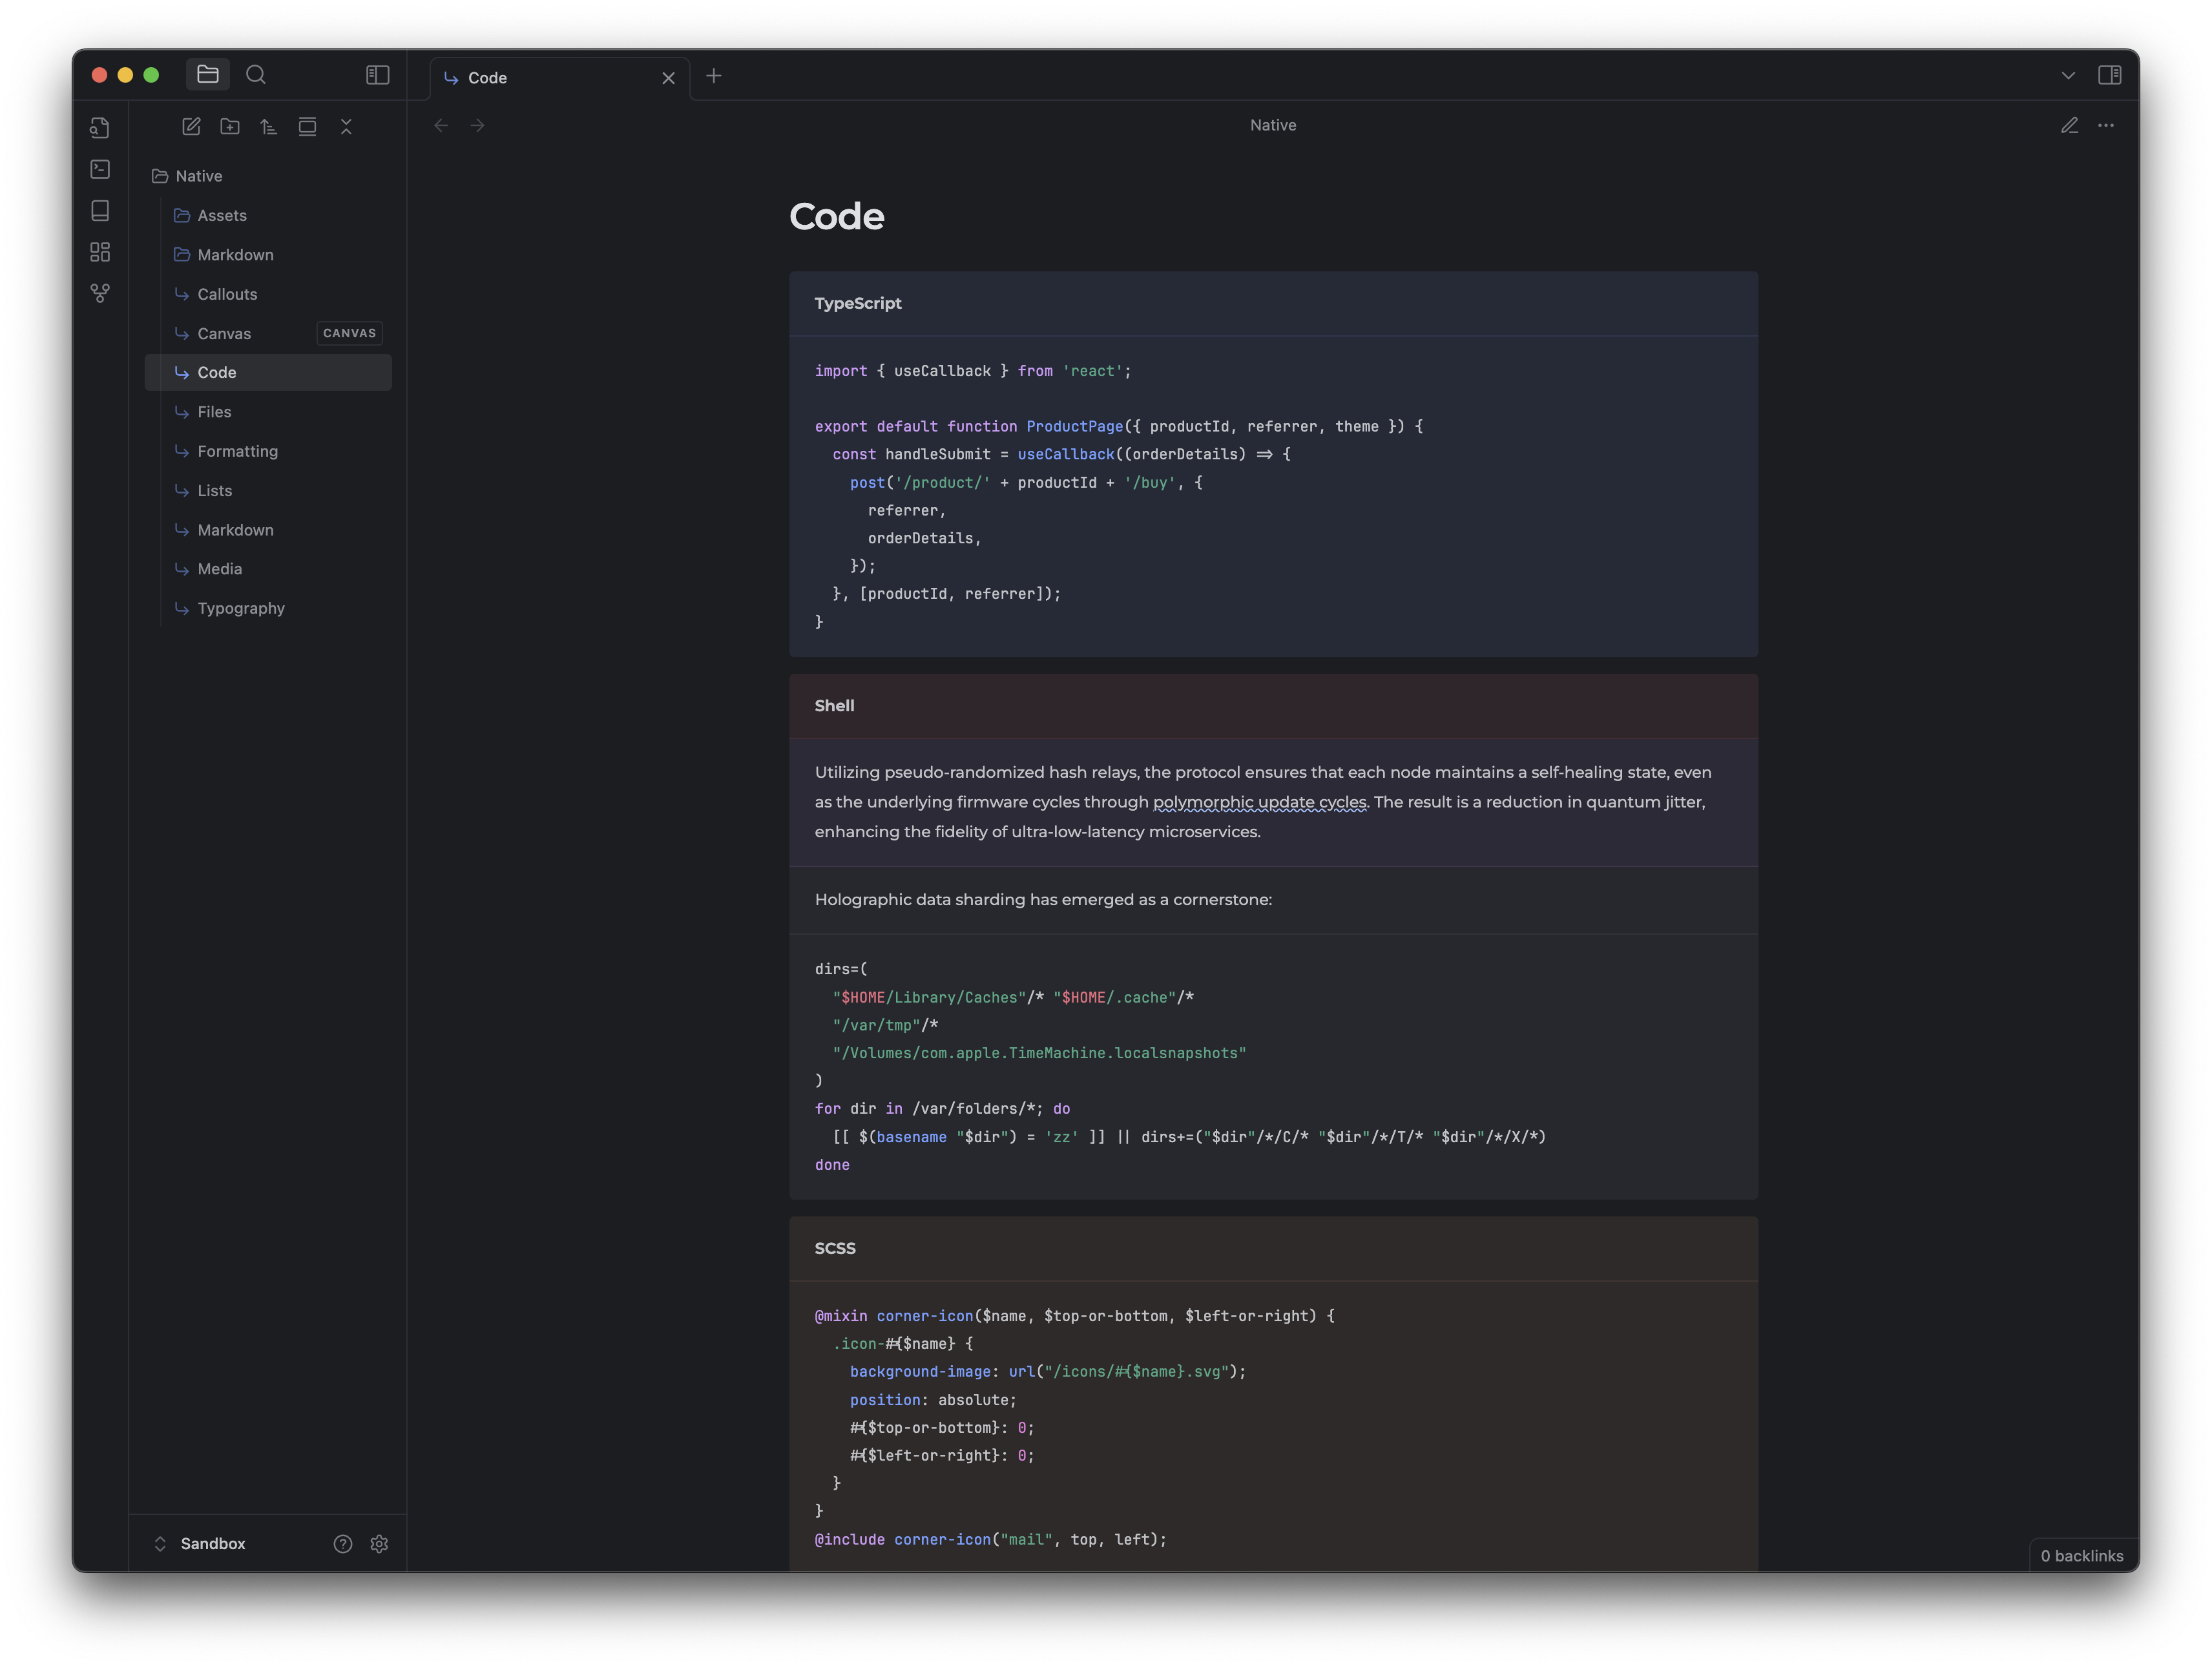 Code
Native
Native
Assets
Markdown
Callouts
Canvas CANVAS
Code
Files
Formatting
Lists
Markdown
Media
Typography
Sandbox
Code
TypeScript
import { useCallback } from 'react';
export default function ProductPage({ productId, referrer, theme }) {
  const handleSubmit = useCallback((orderDetails) => {
    post('/product/' + productId + '/buy', {
      referrer,
      orderDetails,
    });
  }, [productId, referrer]);
}
Shell
Utilizing pseudo-randomized hash relays, the protocol ensures that each node maintains a self-healing state, even
as the underlying firmware cycles through polymorphic update cycles. The result is a reduction in quantum jitter,
enhancing the fidelity of ultra-low-latency microservices.
Holographic data sharding has emerged as a cornerstone:
dirs=(
  "$HOME/Library/Caches"/* "$HOME/.cache"/*
  "/var/tmp"/*
  "/Volumes/com.apple.TimeMachine.localsnapshots"
)
for dir in /var/folders/*; do
  [[ $(basename "$dir") = 'zz' ]] || dirs+=("$dir"/*/C/* "$dir"/*/T/* "$dir"/*/X/*)
done
SCSS
@mixin corner-icon($name, $top-or-bottom, $left-or-right) {
  .icon-#{$name} {
    background-image: url("/icons/#{$name}.svg");
    position: absolute;
    #{$top-or-bottom}: 0;
    #{$left-or-right}: 0;
  }
}
@include corner-icon("mail", top, left);
0 backlinks